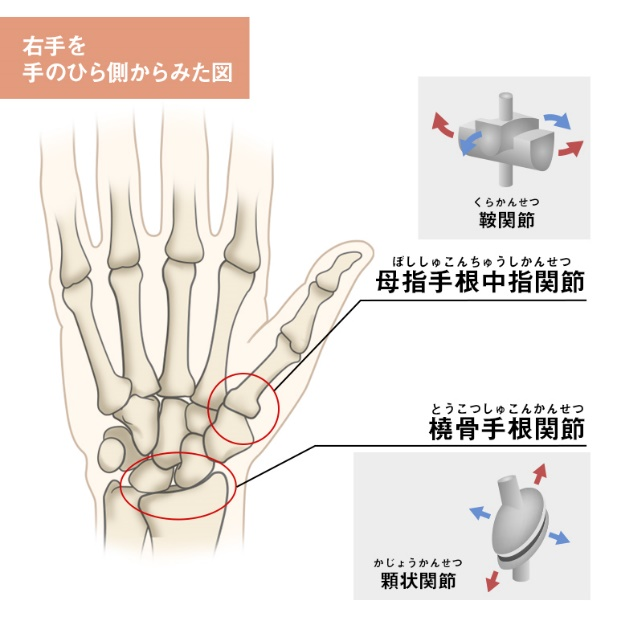 右手を
手のひら側からみた図
くらかんせつ
鞍関節
ぼししゅこんちゅうしかんせつ
母指手根中指関節
とうこつしゅこんかんせつ
橈骨手根関節
かじょうかんせつ
顆状関節